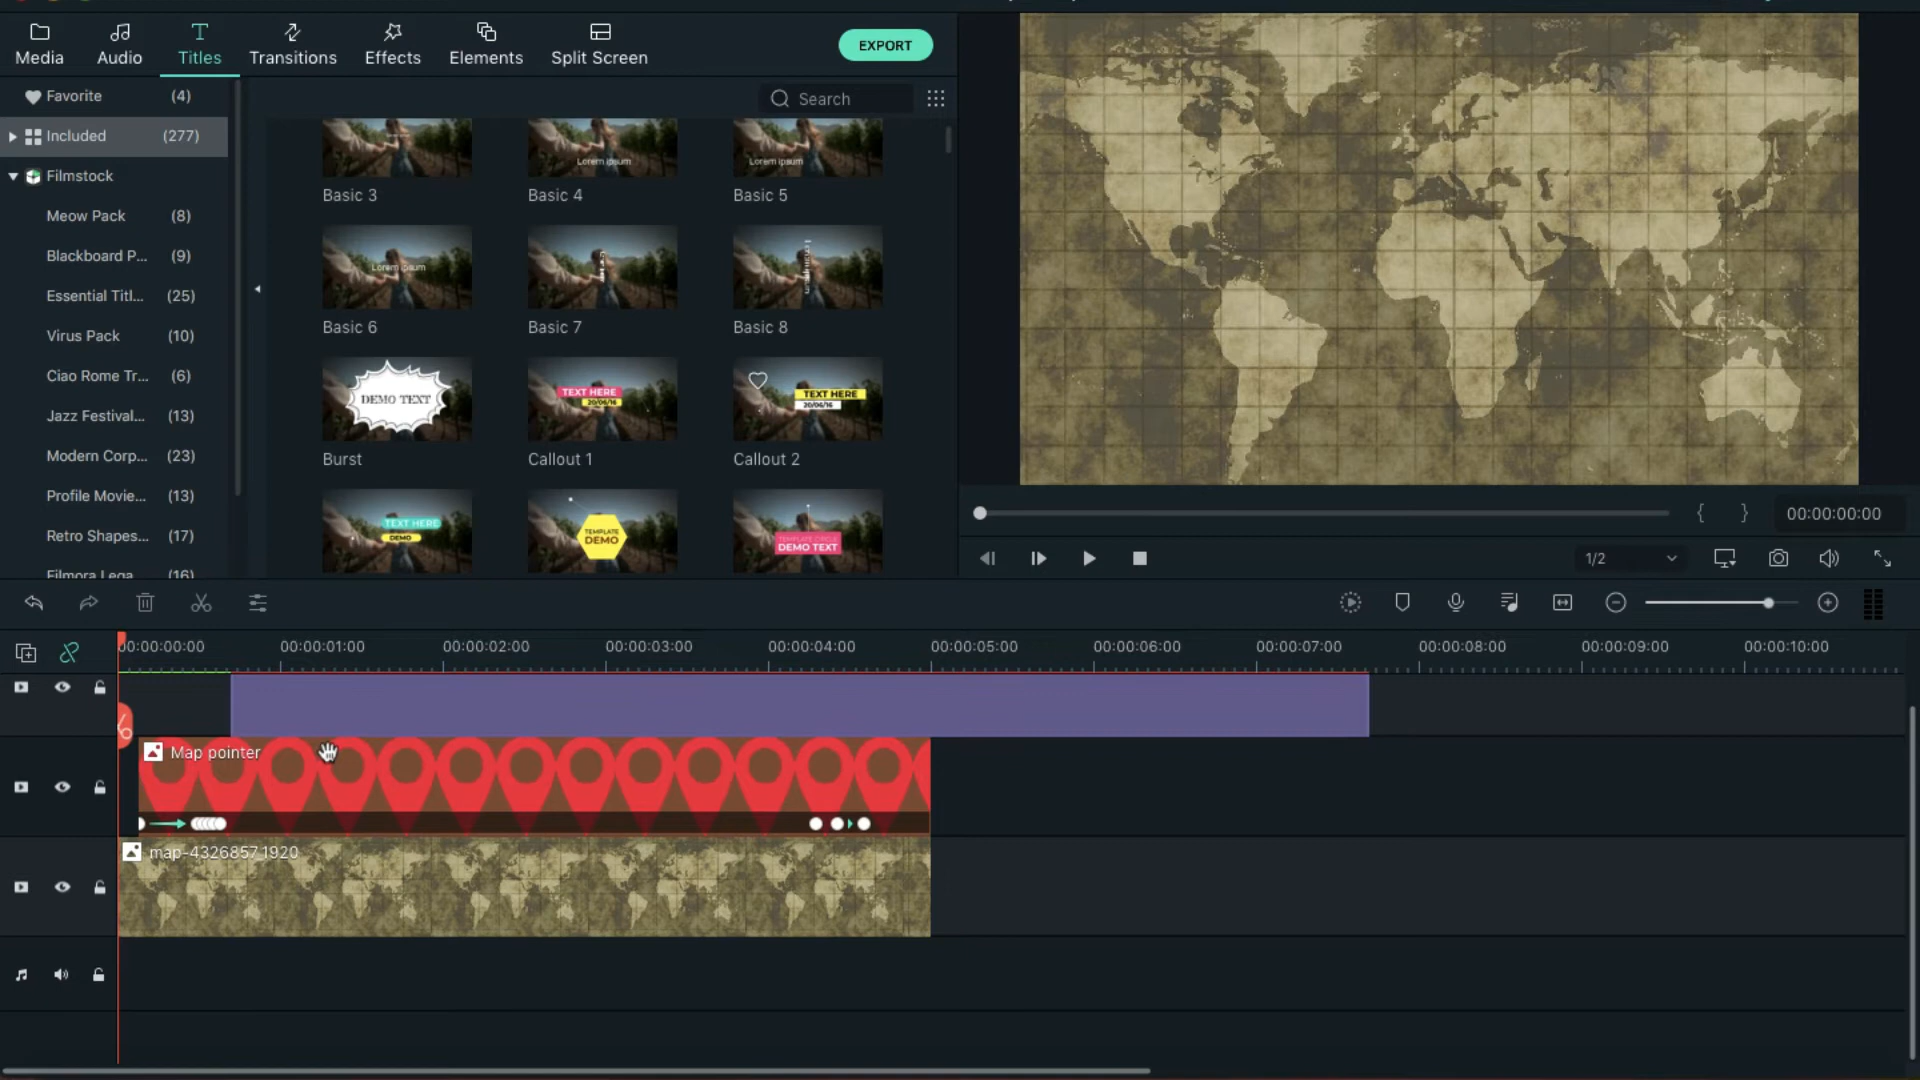 Media
Audio
Titles
Transitions
Effects
Elements
Split Screen
EXPORT
Favorite (4)
Included (277)
Filmstock
Meow Pack (8)
Blackboard P... (9)
Essential Titl... (25)
Virus Pack (10)
Ciao Rome Tr... (6)
Jazz Festival... (13)
Modern Corp... (23)
Profile Movie... (13)
Retro Shapes... (17)
Filmora Lega (16)
Search
Lorem ipsum
Lorem ipsum
Basic 3
Basic 4
Basic 5
Lorem ipsum
Basic 6
Basic 7
Basic 8
DEMO TEXT
TEXT HERE
20/06/16
TEXT HERE
20/06/16
Burst
Callout 1
Callout 2
TEXT HERE
DEMO
TEMPLATE
DEMO
TEMPLATE CIRCLE
DEMO TEXT
{ } 00:00:00:00
1/2
00:00:00:00 00:00:01:00 00:00:02:00 00:00:03:00 00:00:04:00 00:00:05:00 00:00:06:00 00:00:07:00 00:00:08:00 00:00:09:00 00:00:10:00
Map pointer
map-43268571920